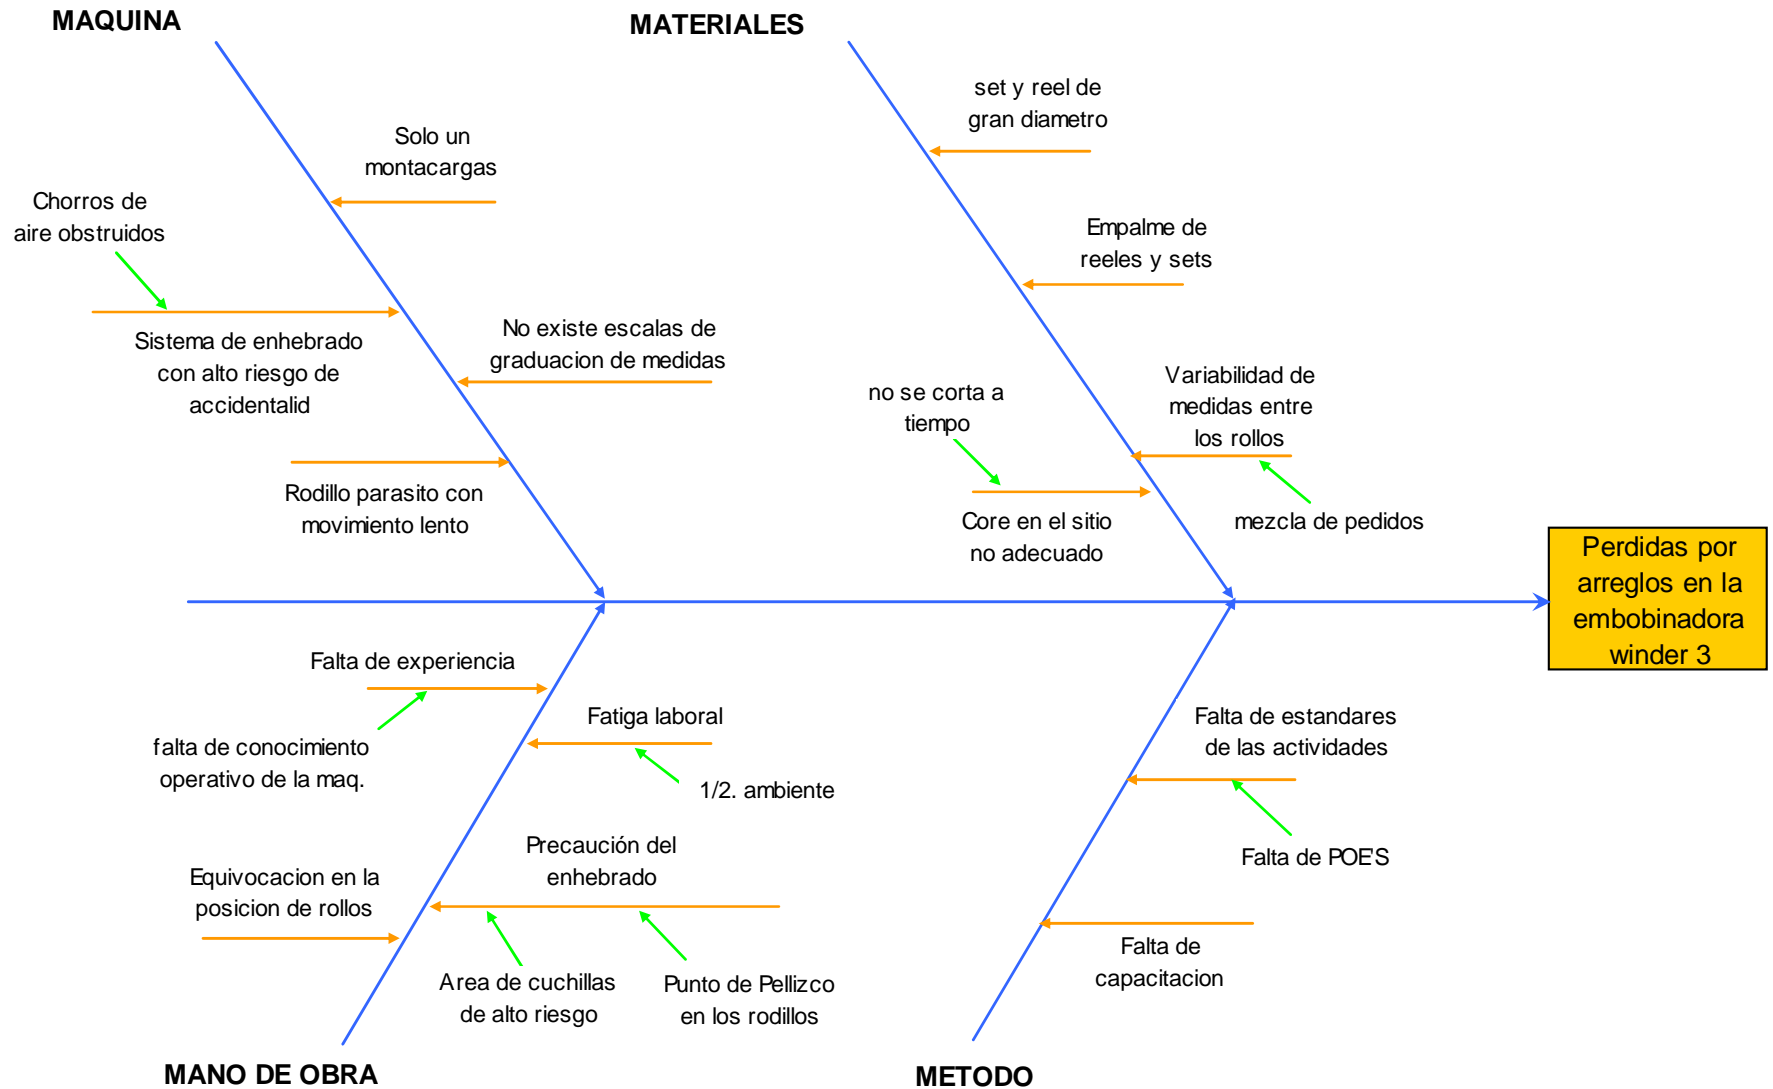 MAQUINA
MATERIALES
set y reel de
gran diametro
Solo un
montacargas
Chorros de
aire obstruidos
Empalme de
reeles y sets
Sistema de enhebrado
con alto riesgo de
accidentalid
No existe escalas de
graduacion de medidas
Variabilidad de
medidas entre
los rollos
no se corta a
tiempo
Rodillo parasito con
movimiento lento
Core en el sitio
no adecuado
mezcla de pedidos
Perdidas por
arreglos en la
embobinadora
winder 3
Falta de experiencia
Fatiga laboral
falta de conocimiento
operativo de la maq.
1/2. ambiente
Falta de estandares
de las actividades
Falta de POE'S
Precaución del
enhebrado
Equivocacion en la
posicion de rollos
Area de cuchillas
de alto riesgo
Punto de Pellizco
en los rodillos
Falta de
capacitacion
MANO DE OBRA
METODO